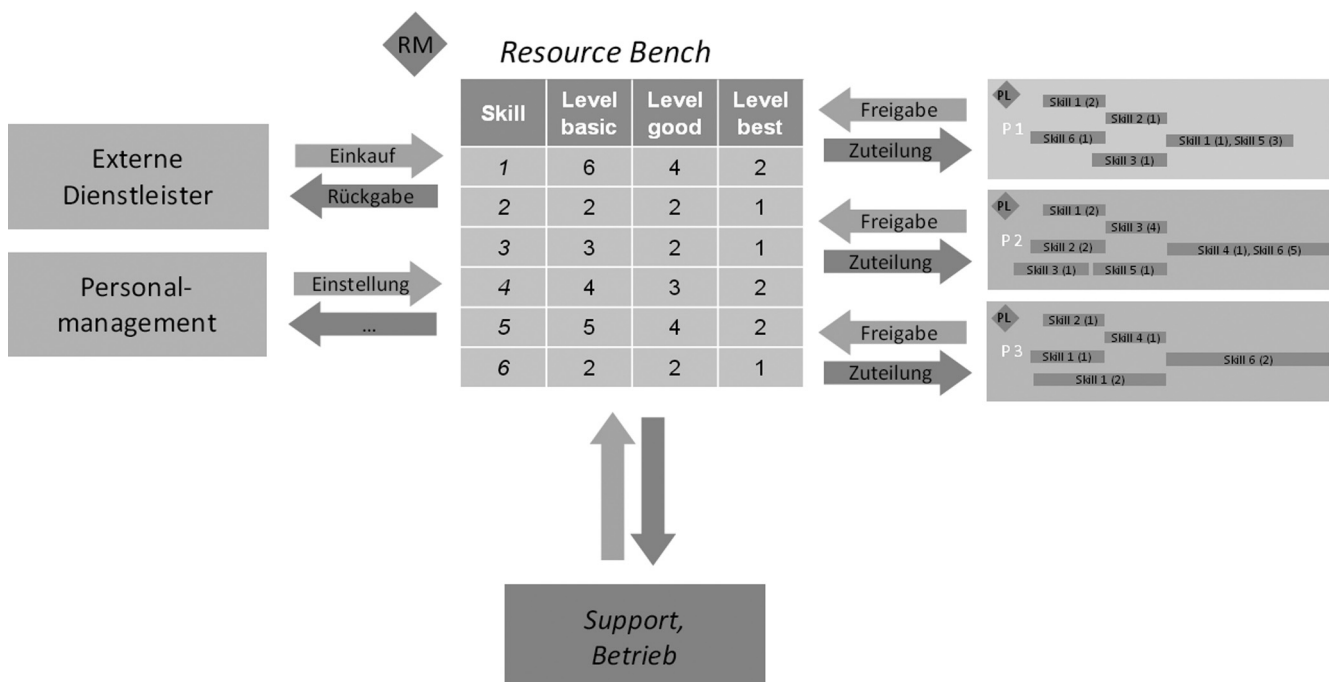 RM
Resource Bench
Externe
Dienstleister
Einkauf
Rückgabe
Personal-
management
Einstellung
...
Skill Level basic Level good Level best
1 6 4 2
2 2 2 1
3 3 2 1
4 4 3 2
5 5 4 2
6 2 2 1
Freigabe
Zuteilung
Freigabe
Zuteilung
Freigabe
Zuteilung
PL
P 1
Skill 1 (2)
Skill 2 (1)
Skill 6 (1)
Skill 1 (1), Skill 5 (3)
Skill 3 (1)
PL
P 2
Skill 1 (2)
Skill 3 (4)
Skill 2 (2)
Skill 4 (1), Skill 6 (5)
Skill 3 (1)
Skill 5 (1)
PL
P 3
Skill 2 (1)
Skill 4 (1)
Skill 1 (1)
Skill 6 (2)
Skill 1 (2)
Support,
Betrieb